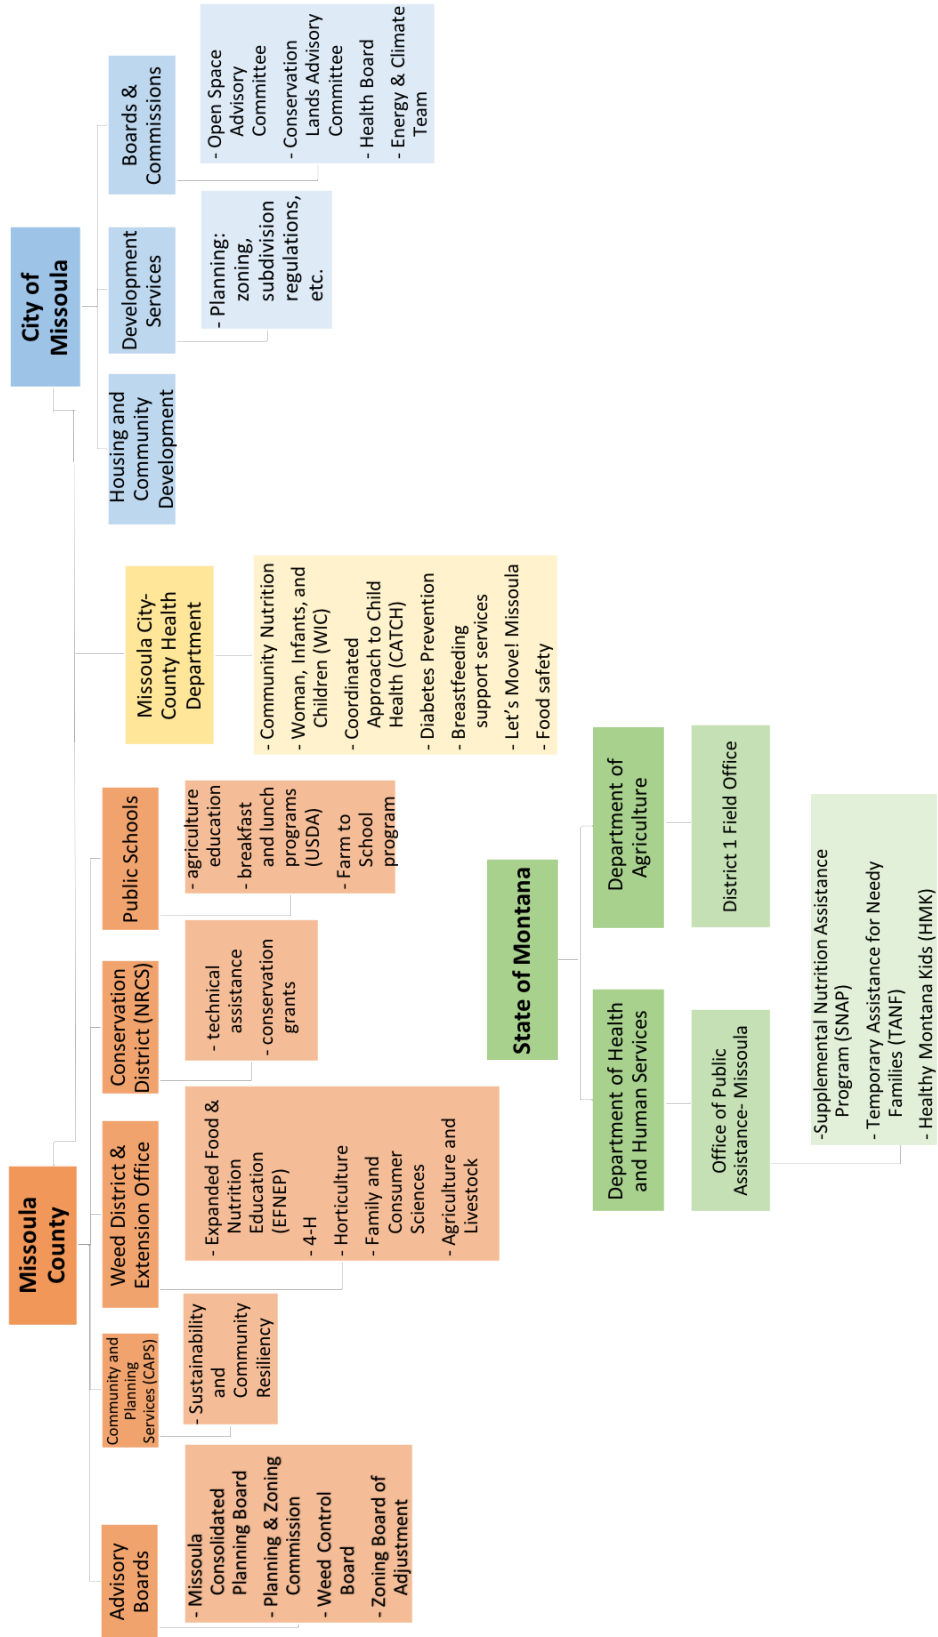 Missoula
County
City of
Missoula
Advisory
Boards
- Missoula
Consolidated
Planning Board
- Planning & Zoning
Commission
- Weed Control
Board
- Zoning Board of
Adjustment
Community and
Planning
Services (CAPS)
- Sustainability
and
Community
Resiliency
Weed District &
Extension Office
- Expanded Food &
Nutrition
Education
(EFNEP)
- 4-H
- Horticulture
- Family and
Consumer
Sciences
- Agriculture and
Livestock
Conservation
District (NRCS)
- technical
assistance
- conservation
grants
Public Schools
- agriculture
education
- breakfast
and lunch
programs
(USDA)
- Farm to
School
program
Missoula City-
County Health
Department
- Community Nutrition
- Woman, Infants, and
Children (WIC)
- Coordinated
Approach to Child
Health (CATCH)
- Diabetes Prevention
- Breastfeeding
support services
- Let's Move! Missoula
- Food safety
Housing and
Community
Development
Development
Services
- Planning:
zoning,
subdivision
regulations,
etc.
Boards &
Commissions
- Open Space
Advisory
Committee
- Conservation
Lands Advisory
Committee
- Health Board
- Energy & Climate
Team
State of Montana
Department of Health
and Human Services
Office of Public
Assistance- Missoula
-Supplemental Nutrition Assistance
Program (SNAP)
- Temporary Assistance for Needy
Families (TANF)
- Healthy Montana Kids (HMK)
Department of
Agriculture
District 1 Field Office